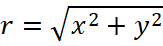 r = √(x² + y²)